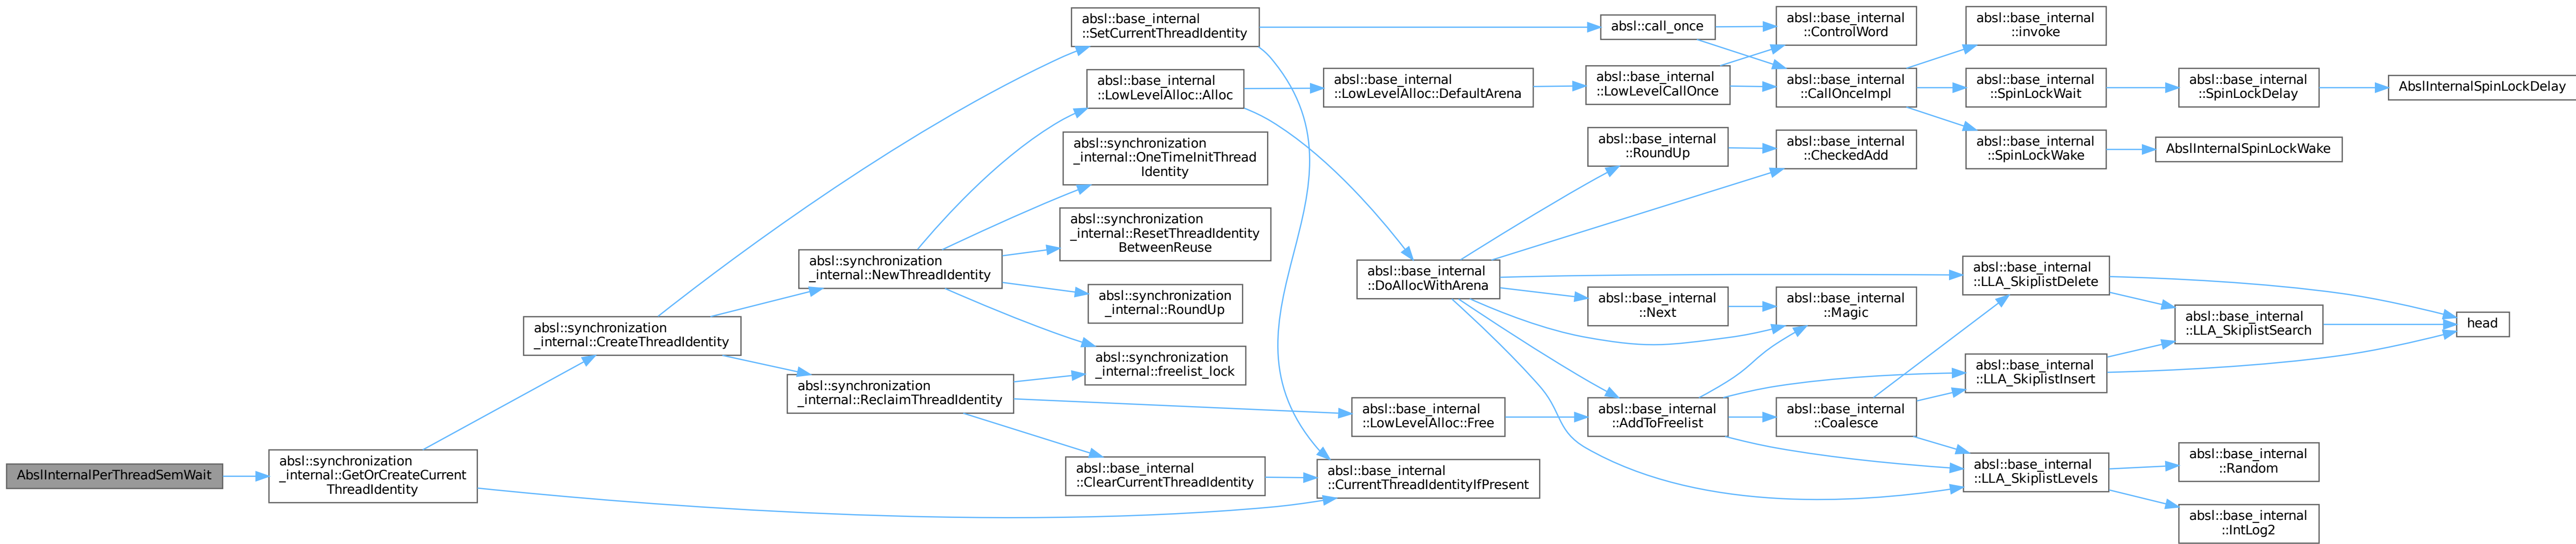 AbslInternalPerThreadSemWait
absl::synchronization
_internal::GetOrCreateCurrent
ThreadIdentity
absl::synchronization
_internal::CreateThreadIdentity
absl::base_internal
::SetCurrentThreadIdentity
absl::call_once
absl::base_internal
::ControlWord
absl::base_internal
::invoke
absl::base_internal
::LowLevelAlloc::Alloc
absl::base_internal
::LowLevelAlloc::DefaultArena
absl::base_internal
::LowLevelCallOnce
absl::base_internal
::CallOnceImpl
absl::base_internal
::SpinLockWait
absl::base_internal
::SpinLockDelay
AbslInternalSpinLockDelay
absl::synchronization
_internal::OneTimeInitThread
Identity
absl::base_internal
::RoundUp
absl::base_internal
::CheckedAdd
absl::base_internal
::SpinLockWake
AbslInternalSpinLockWake
absl::synchronization
_internal::ResetThreadIdentity
BetweenReuse
absl::synchronization
_internal::NewThreadIdentity
absl::synchronization
_internal::RoundUp
absl::base_internal
::DoAllocWithArena
absl::base_internal
::Next
absl::base_internal
::Magic
absl::base_internal
::LLA_SkiplistDelete
absl::base_internal
::LLA_SkiplistSearch
head
absl::synchronization
_internal::freelist_lock
absl::synchronization
_internal::ReclaimThreadIdentity
absl::base_internal
::LowLevelAlloc::Free
absl::base_internal
::AddToFreelist
absl::base_internal
::Coalesce
absl::base_internal
::LLA_SkiplistInsert
absl::base_internal
::ClearCurrentThreadIdentity
absl::base_internal
::CurrentThreadIdentityIfPresent
absl::base_internal
::LLA_SkiplistLevels
absl::base_internal
::Random
absl::base_internal
::IntLog2